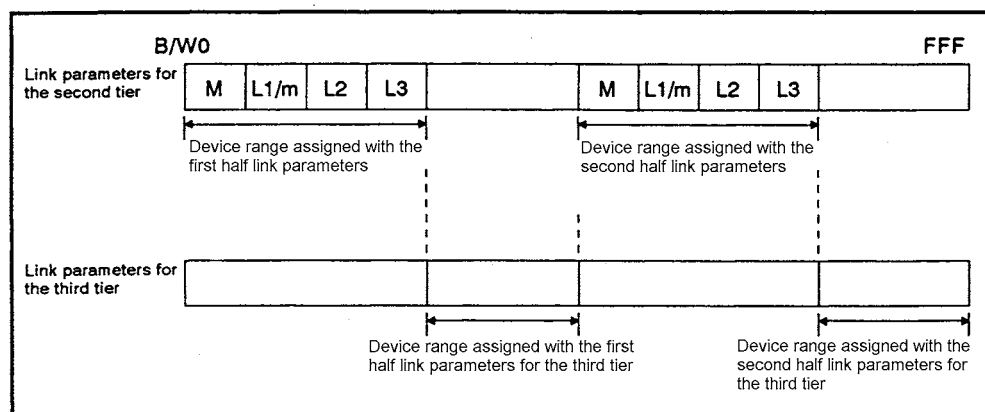 B/W0 FFF
Link parameters for
the second tier
M L1/m L2 L3 M L1/m L2 L3
Device range assigned with the
first half link parameters
Device range assigned with the
second half link parameters
Link parameters for
the third tier
Device range assigned with the first
half link parameters for the third tier
Device range assigned with the
second half link parameters for
the third tier